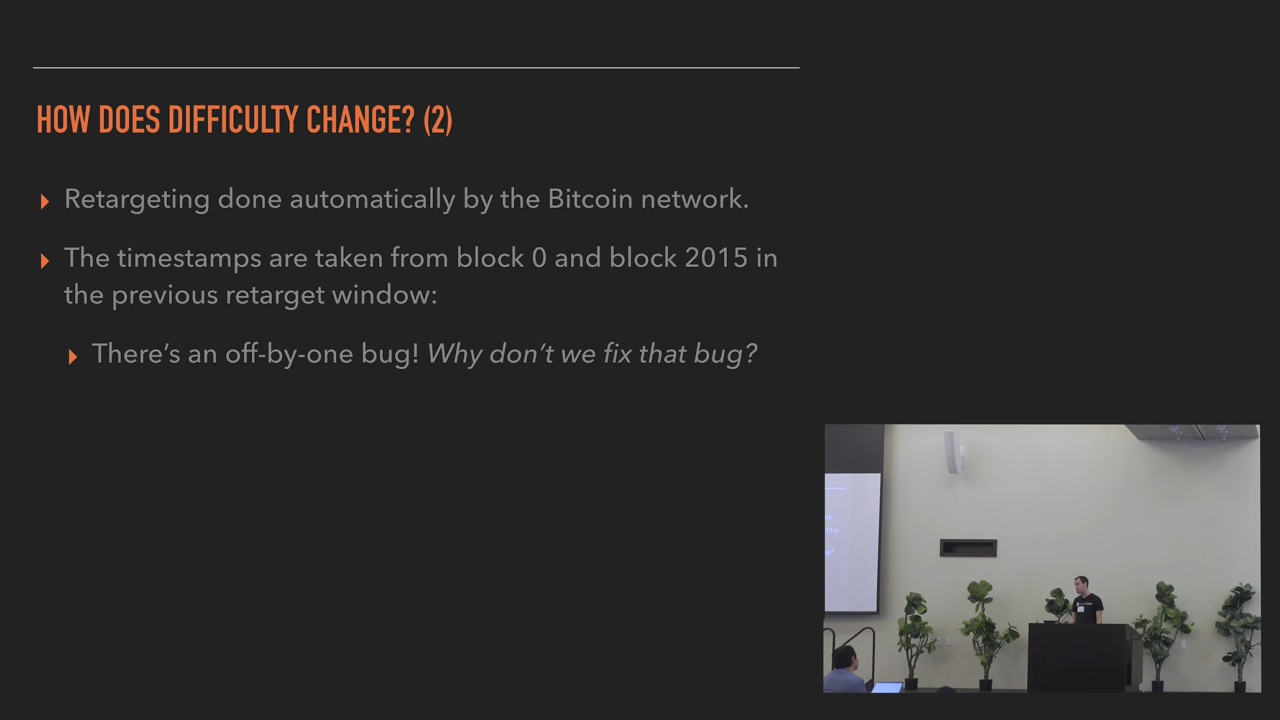 HOW DOES DIFFICULTY CHANGE? (2)
Retargeting done automatically by the Bitcoin network.
The timestamps are taken from block 0 and block 2015 in
the previous retarget window:
There’s an off-by-one bug! Why don’t we fix that bug?